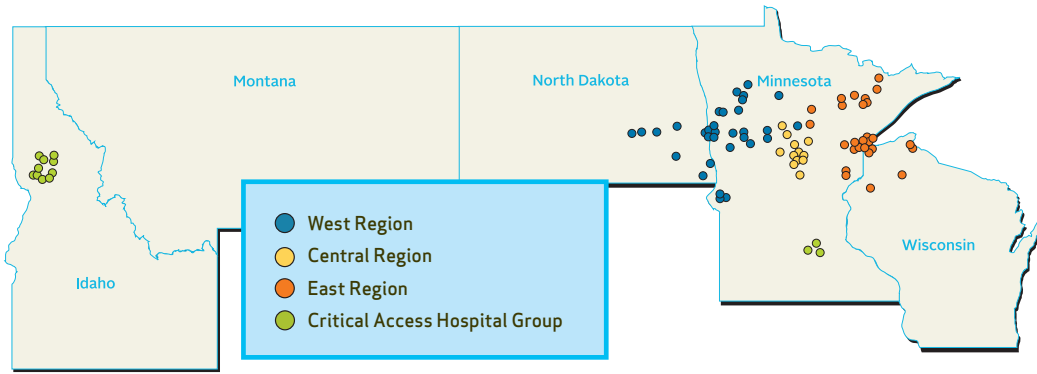 Montana
North Dakota
Minnesota
Idaho
Wisconsin
West Region
Central Region
East Region
Critical Access Hospital Group